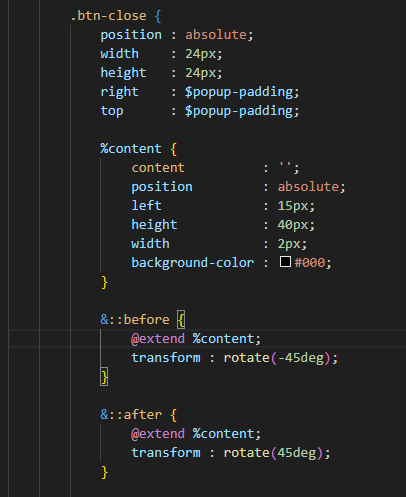 .btn-close {
position : absolute;
width : 24px;
height : 24px;
right : $popup-padding;
top : $popup-padding;
%content {
content : '';
position : absolute;
left : 15px;
height : 40px;
width : 2px;
background-color : #000;
}
&::before {
@extend %content;
transform : rotate(-45deg);
}
&::after {
@extend %content;
transform : rotate(45deg);
}